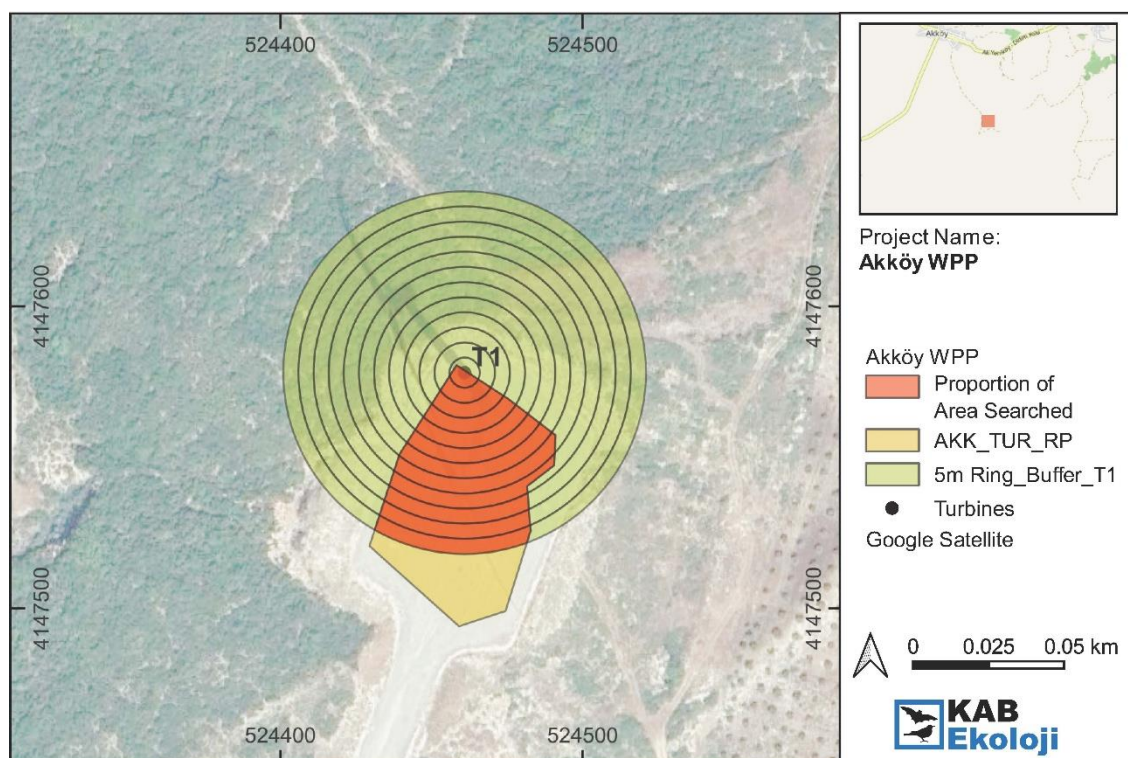 524400
524500
4147600
4147600
T1
4147500
4147500
524400
524500
Akköy
Project Name:
Akköy WPP
Akköy WPP
Proportion of
Area Searched
AKK_TUR_RP
5m Ring_Buffer_T1
Turbines
Google Satellite
0 0.025 0.05 km
KAB
Ekoloji